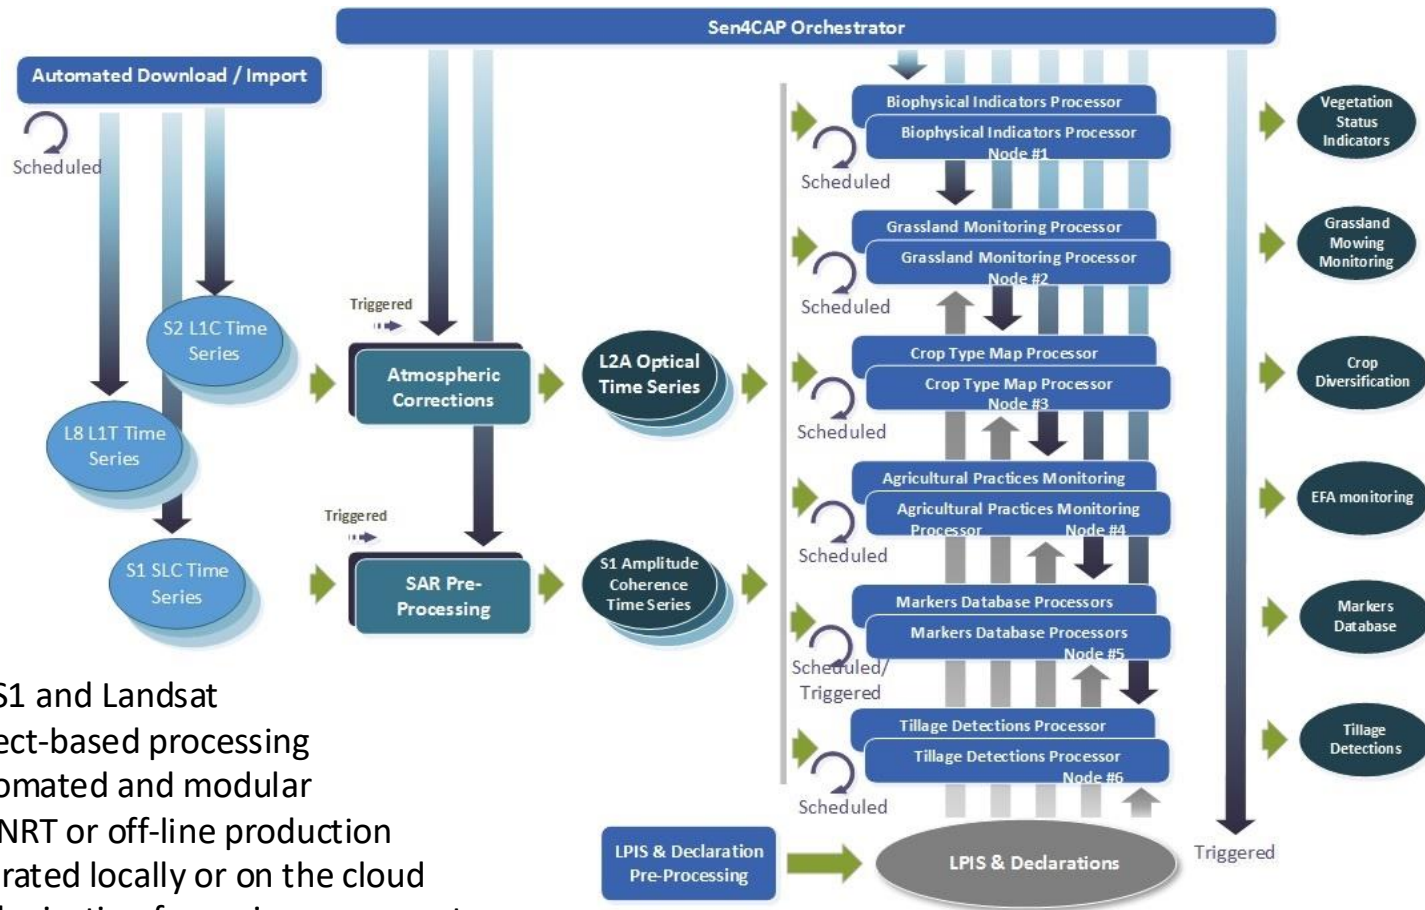 Sen4CAP Orchestrator
Automated Download / Import
Scheduled
S2 L1C Time
Series
L8 L1T Time
Series
S1 SLC Time
Series
Triggered
Atmospheric
Corrections
Triggered
SAR Pre-
Processing
L2A Optical
Time Series
S1 Amplitude
Coherence
Time Series
Biophysical Indicators Processor
Biophysical Indicators Processor
Node #1
Scheduled
Vegetation
Status
Indicators
Grassland Monitoring Processor
Grassland Monitoring Processor
Node #2
Scheduled
Grassland
Mowing
Monitoring
Crop Type Map Processor
Crop Type Map Processor
Node #3
Scheduled
Crop
Diversification
Agricultural Practices Monitoring
Agricultural Practices Monitoring
Processor Node #4
Scheduled
EFA monitoring
Markers Database Processors
Markers Database Processors
Node #5
Scheduled/
Triggered
Markers
Database
Tillage Detections Processor
Tillage Detections Processor
Node #6
Scheduled
Tillage
Detections
LPIS & Declaration
Pre-Processing
LPIS & Declarations
Triggered
S1 and Landsat
ect-based processing
omated and modular
NRT or off-line production
rated locally or on the cloud